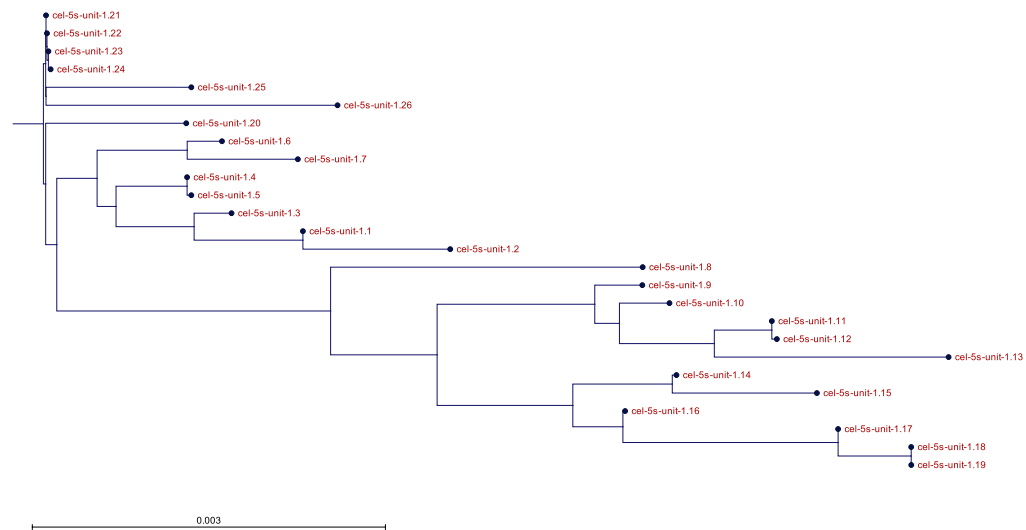 cel-5s-unit-1.21
cel-5s-unit-1.22
cel-5s-unit-1.23
cel-5s-unit-1.24
cel-5s-unit-1.25
cel-5s-unit-1.26
cel-5s-unit-1.20
cel-5s-unit-1.6
cel-5s-unit-1.7
cel-5s-unit-1.4
cel-5s-unit-1.5
cel-5s-unit-1.3
cel-5s-unit-1.1
cel-5s-unit-1.2
cel-5s-unit-1.8
cel-5s-unit-1.9
cel-5s-unit-1.10
cel-5s-unit-1.11
cel-5s-unit-1.12
cel-5s-unit-1.13
cel-5s-unit-1.14
cel-5s-unit-1.15
cel-5s-unit-1.16
cel-5s-unit-1.17
cel-5s-unit-1.18
cel-5s-unit-1.19
0.003